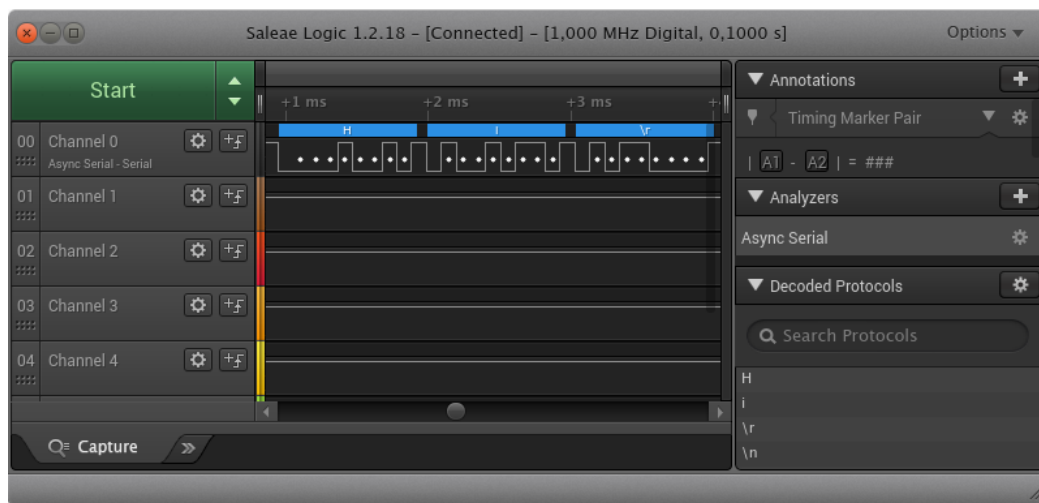 Saleae Logic 1.2.18 – [Connected] – [1,000 MHz Digital, 0,1000 s]
Options
Start
+1 ms
+2 ms
+3 ms
00
Channel 0
Async Serial - Serial
H
i
\r
01
Channel 1
02
Channel 2
03
Channel 3
04
Channel 4
Capture
Annotations
Timing Marker Pair
| A1 - A2 | = ###
Analyzers
Async Serial
Decoded Protocols
Search Protocols
H
i
\r
\n